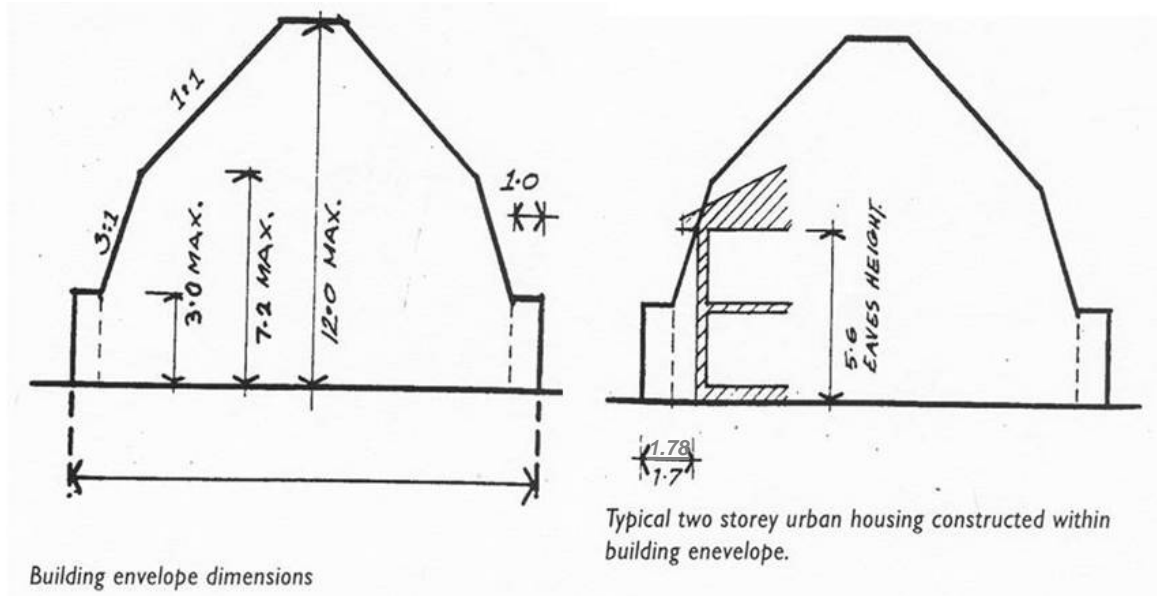 1:1
3:1
3·0 MAX.
7·2 MAX.
12·0 MAX.
1·0
Building envelope dimensions
5·6
EAVES HEIGHT.
1.78
1·7
Typical two storey urban housing constructed within
building enevelope.